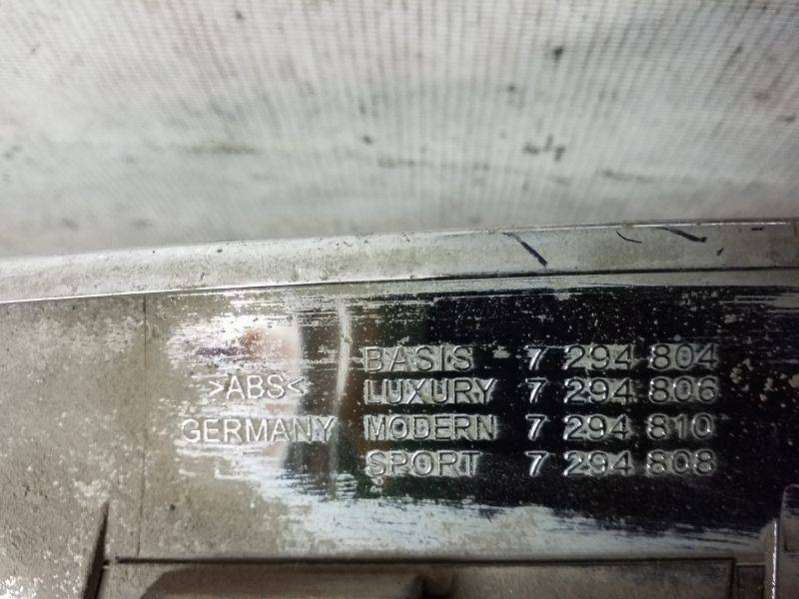 BASIS 7 294 804
>ABS< LUXURY 7 294 806
GERMANY MODERN 7 294 810
SPORT 7 294 808